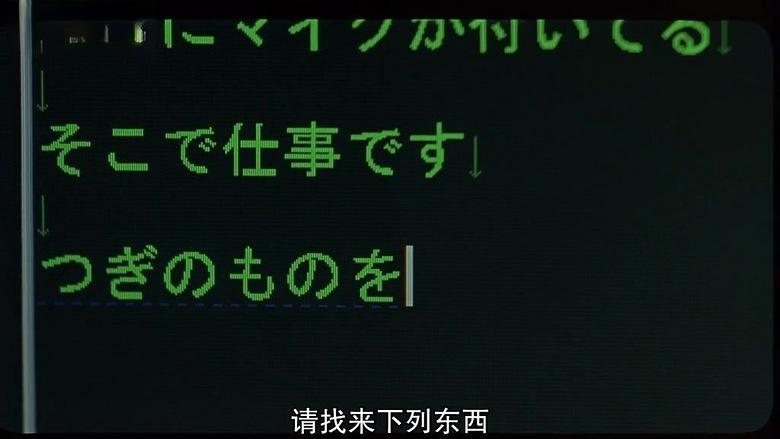 にマイクが付いてる↓
↓
そこで仕事です↓
↓
つぎのものを
请找来下列东西